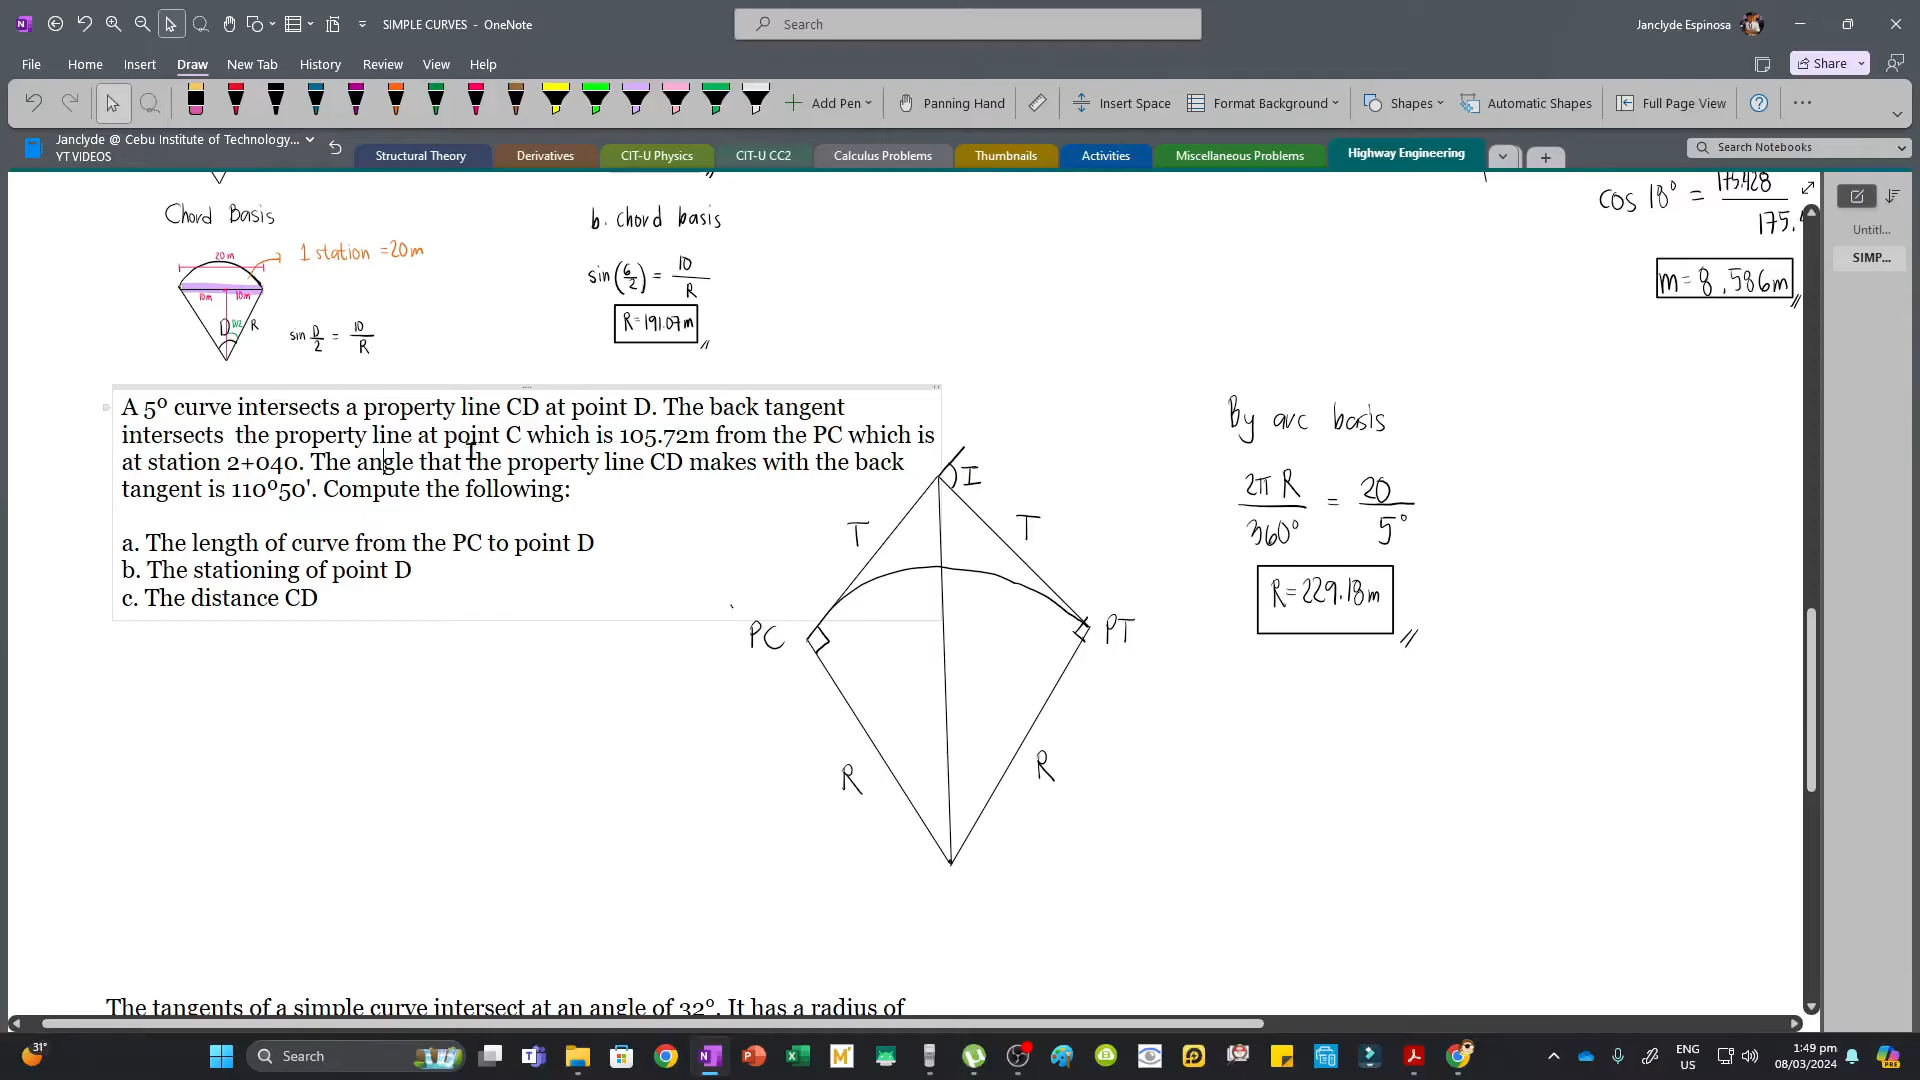 SIMPLE CURVES - OneNote
Search
Janclyde Espinosa
File Home Insert Draw New Tab History Review View Help
Share
Add Pen
Panning Hand
Insert Space
Format Background
Shapes
Automatic Shapes
Full Page View
Janclyde @ Cebu Institute of Technology...
YT VIDEOS
Structural Theory
Derivatives
CIT-U Physics
CIT-U CC2
Calculus Problems
Thumbnails
Activities
Miscellaneous Problems
Highway Engineering
Search Notebooks
Untitl...
SIMP...
Chord Basis
20 m
1 station = 20m
10m 10m
D D/2 R
sin D/2 = 10/R
b. chord basis
sin(6/2) = 10/R
R=191.07m
cos 18° = 175.428
175.
m = 8.586m
A 5º curve intersects a property line CD at point D. The back tangent
intersects the property line at point C which is 105.72m from the PC which is
at station 2+040. The angle that the property line CD makes with the back
tangent is 110º50'. Compute the following:
a. The length of curve from the PC to point D
b. The stationing of point D
c. The distance CD
I
T T
PC PT
R R
By arc basis
2π R / 360° = 20 / 5°
R=229.18m
The tangents of a simple curve intersect at an angle of 32°. It has a radius of
31°
Search
ENG
US
1:49 pm
08/03/2024